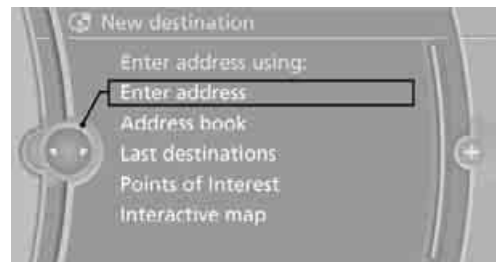 New destination
Enter address using:
Enter address
Address book
Last destinations
Points of Interest
Interactive map